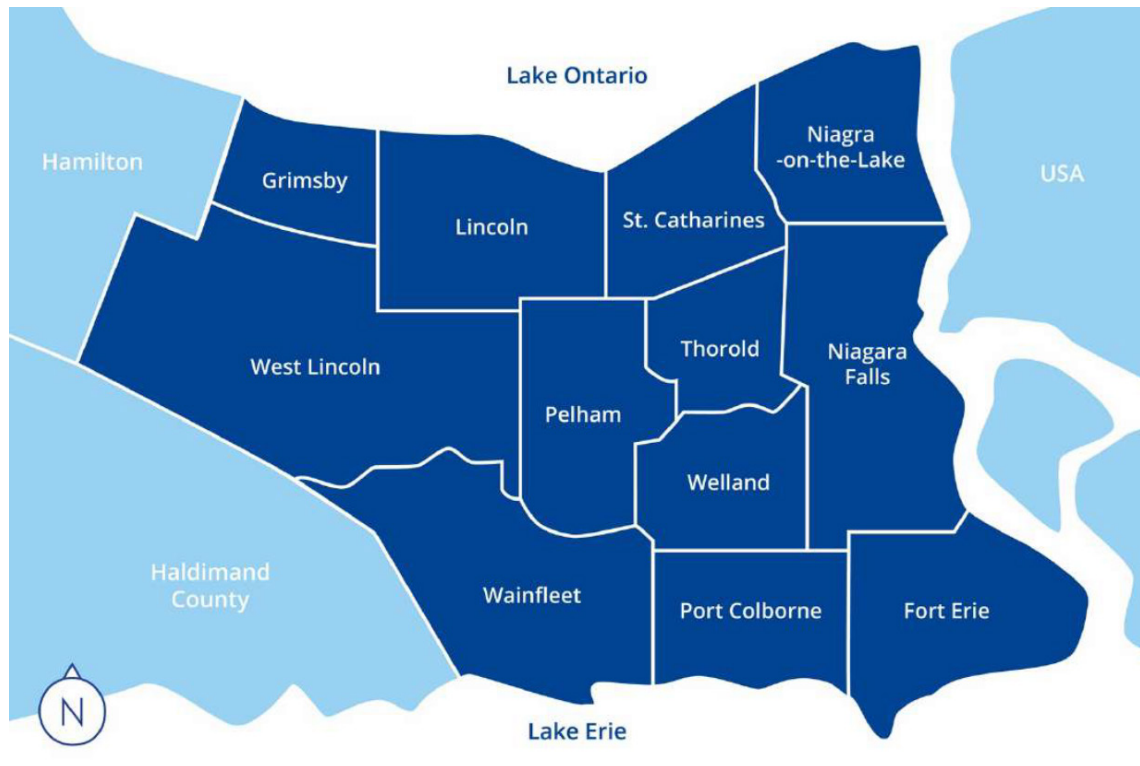 Lake Ontario
Hamilton
Grimsby
Lincoln
St. Catharines
Niagra
-on-the-Lake
USA
West Lincoln
Pelham
Thorold
Niagara
Falls
Welland
Haldimand
County
Wainfleet
Port Colborne
Fort Erie
N
Lake Erie